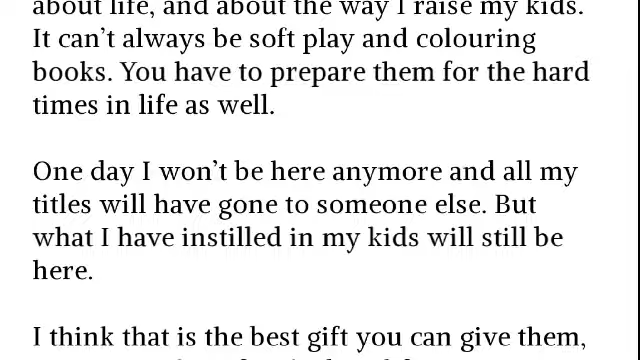 about life, and about the way I raise my kids.
It can’t always be soft play and colouring
books. You have to prepare them for the hard
times in life as well.
One day I won’t be here anymore and all my
titles will have gone to someone else. But
what I have instilled in my kids will still be
here.
I think that is the best gift you can give them,